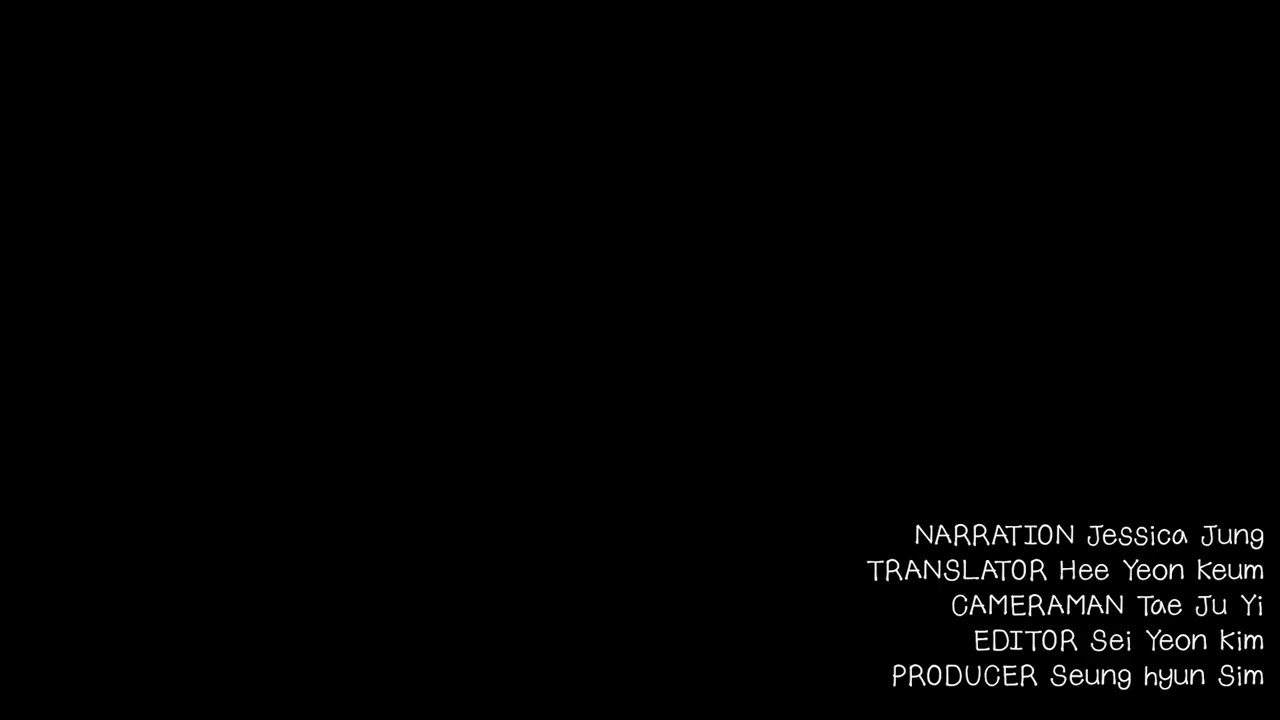 NARRATION Jessica Jung
TRANSLATOR Hee Yeon Keum
CAMERAMAN Tae Ju Yi
EDITOR Sei Yeon Kim
PRODUCER Seung hyun Sim